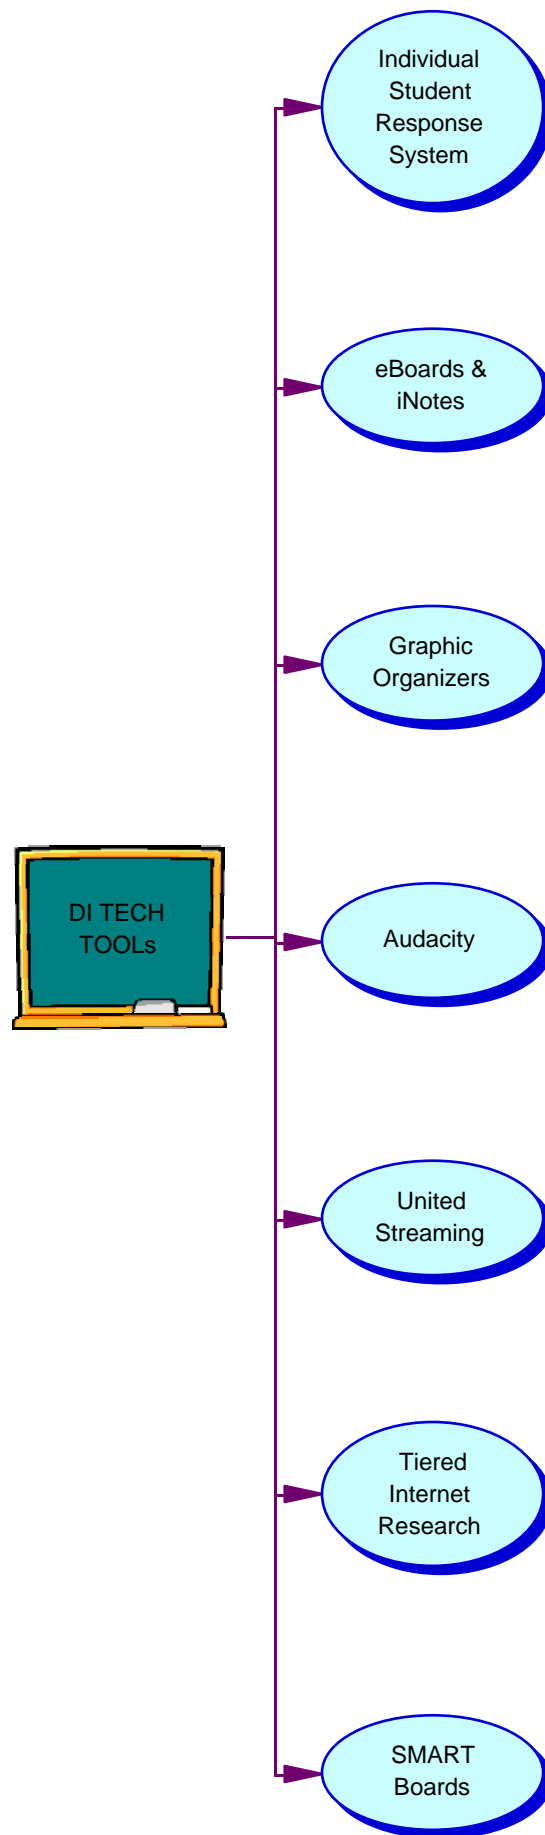 Individual
Student
Response
System
eBoards &
iNotes
Graphic
Organizers
DI TECH
TOOLs
Audacity
United
Streaming
Tiered
Internet
Research
SMART
Boards